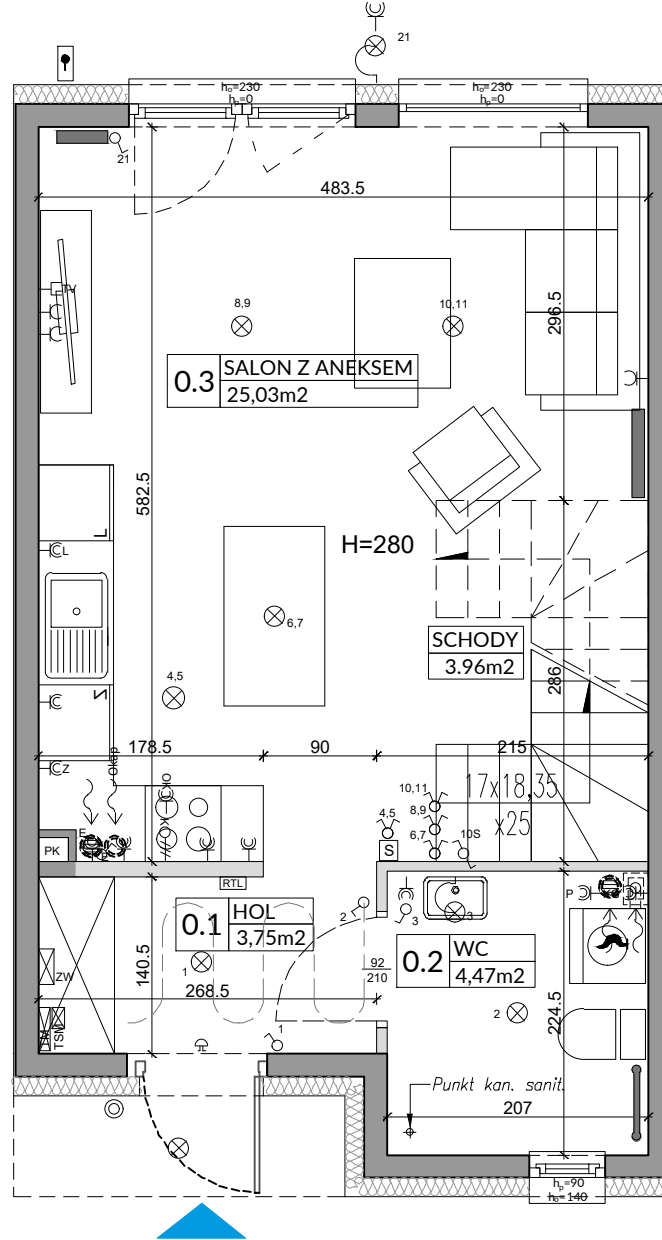 21
h₀=230
hₚ=0
h₀=230
hₚ=0
21
483.5
TV
8,9
10,11
296.5
0.3
SALON Z ANEKSEM
25,03m2
582.5
L
L
H=280
6,7
SCHODY
3.96m2
4,5
286
Z
178.5
90
215
Okap
17x18,35
x25
10,11
8,9
6,7
10S
4,5
S
PK
E
RTL
0.1
HOL
3,75m2
2
3
3
P
0.2
WC
4,47m2
92
210
140.5
1
268.5
ZW
TSM
1
2
224.5
Punkt kan. sanit.
207
hₚ=90
h₀=140